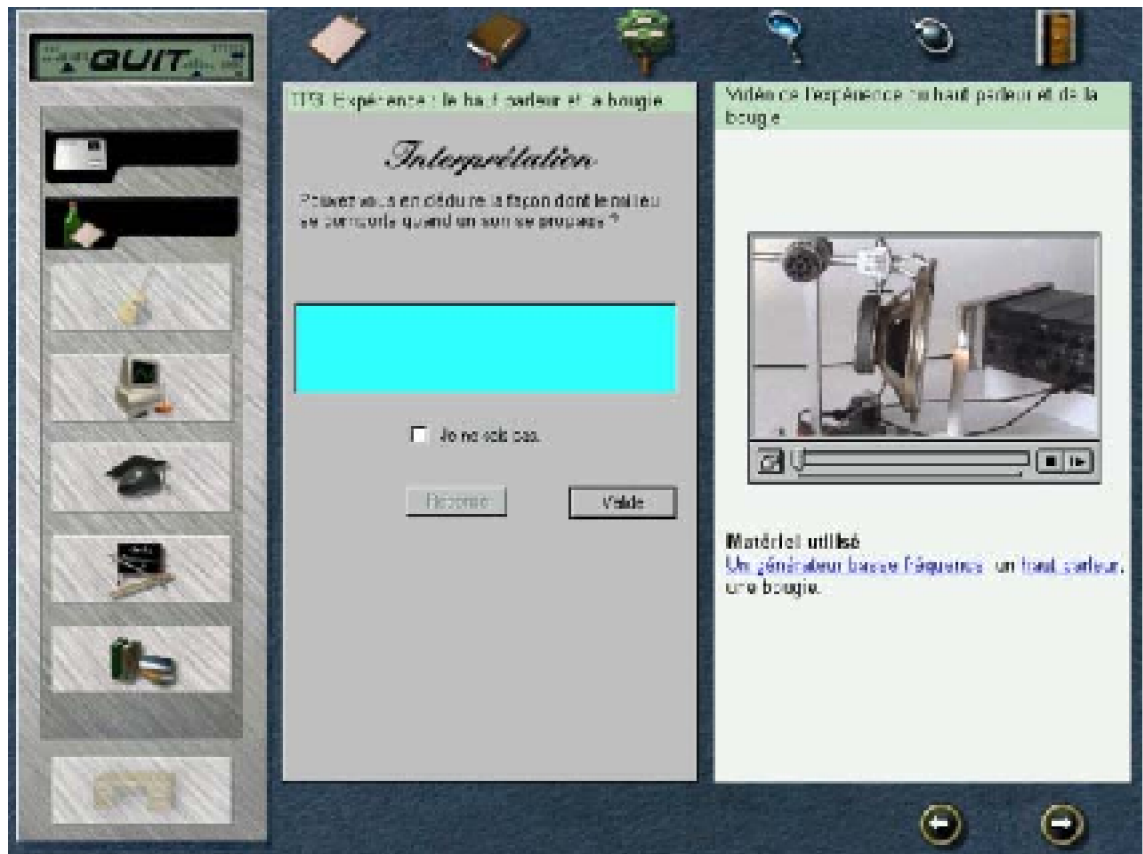 QUIT
TP3. Expérience : le haut parleur et la bougie
Vidéo de l'expérience du haut parleur et de la
bougie
Interprétation
Pouvez vous en déduire la façon dont le milieu
se comporte quand un son se propage ?
Je ne sais pas.
Réponse
Valide
Matériel utilisé
Un générateur basse fréquence, un haut parleur,
une bougie.